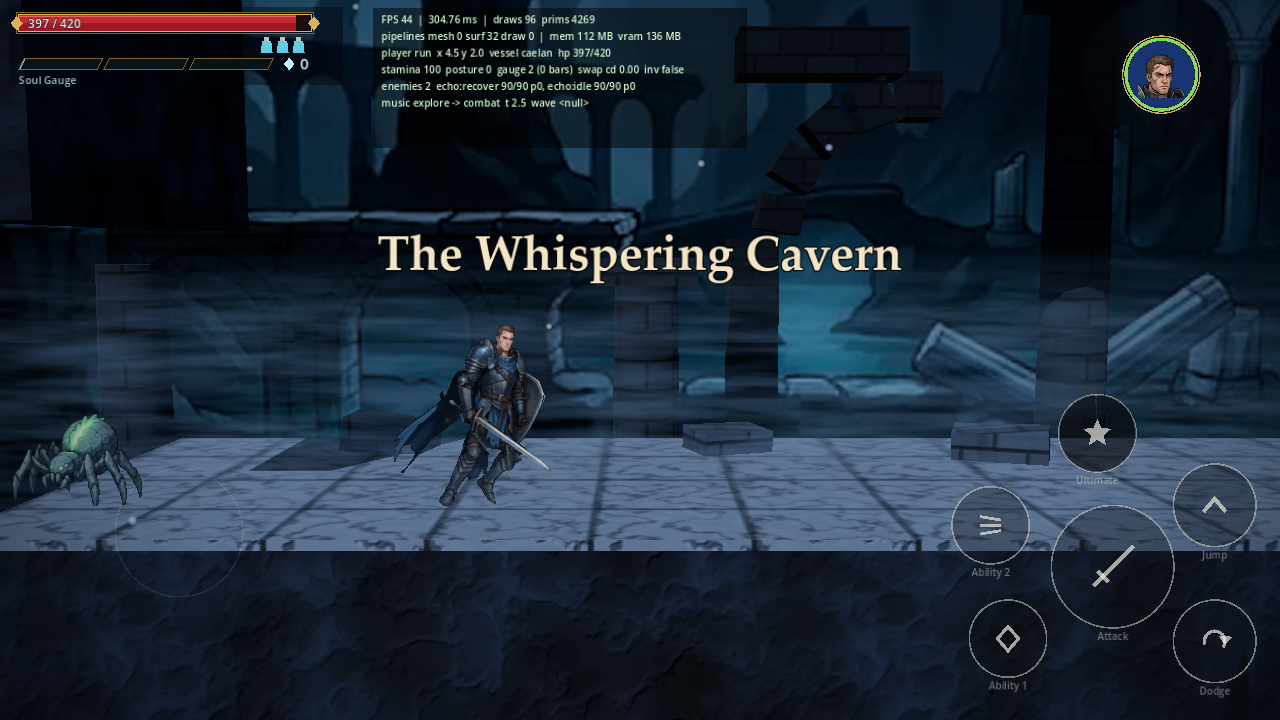 397 / 420
0
Soul Gauge
FPS 44 | 304.76 ms | draws 96 prims 4269
pipelines mesh 0 surf 32 draw 0 | mem 112 MB vram 136 MB
player run x 4.5 y 2.0 vessel caelan hp 397/420
stamina 100 posture 0 gauge 2 (0 bars) swap cd 0.00 inv false
enemies 2 echo:recover 90/90 p0, echo:idle 90/90 p0
music explore -> combat t 2.5 wave <null>
The Whispering Cavern
Ultimate
Jump
Ability 2
Attack
Ability 1
Dodge